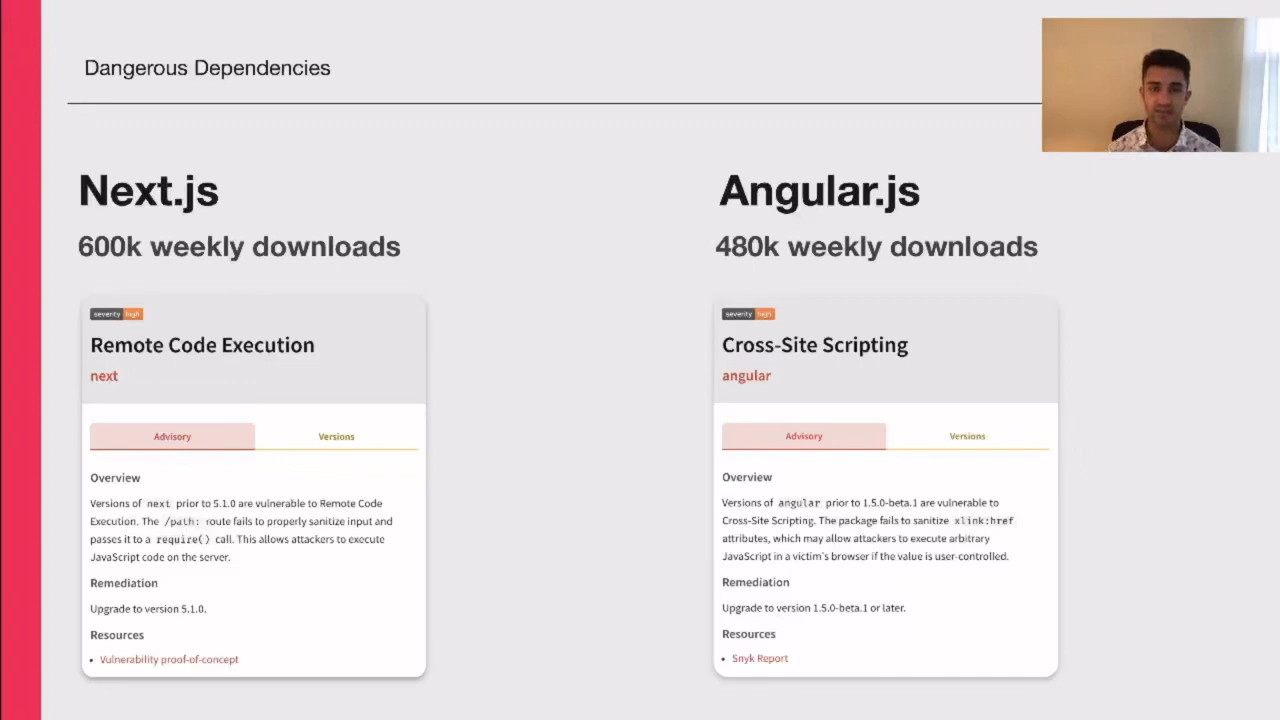 Dangerous Dependencies
Next.js
600k weekly downloads
severity high
Remote Code Execution
next
Advisory Versions
Overview
Versions of next prior to 5.1.0 are vulnerable to Remote Code
Execution. The /path: route fails to properly sanitize input and
passes it to a require() call. This allows attackers to execute
JavaScript code on the server.
Remediation
Upgrade to version 5.1.0.
Resources
• Vulnerability proof-of-concept
Angular.js
480k weekly downloads
severity high
Cross-Site Scripting
angular
Advisory Versions
Overview
Versions of angular prior to 1.5.0-beta.1 are vulnerable to
Cross-Site Scripting. The package fails to sanitize xlink:href
attributes, which may allow attackers to execute arbitrary
JavaScript in a victim's browser if the value is user-controlled.
Remediation
Upgrade to version 1.5.0-beta.1 or later.
Resources
• Snyk Report